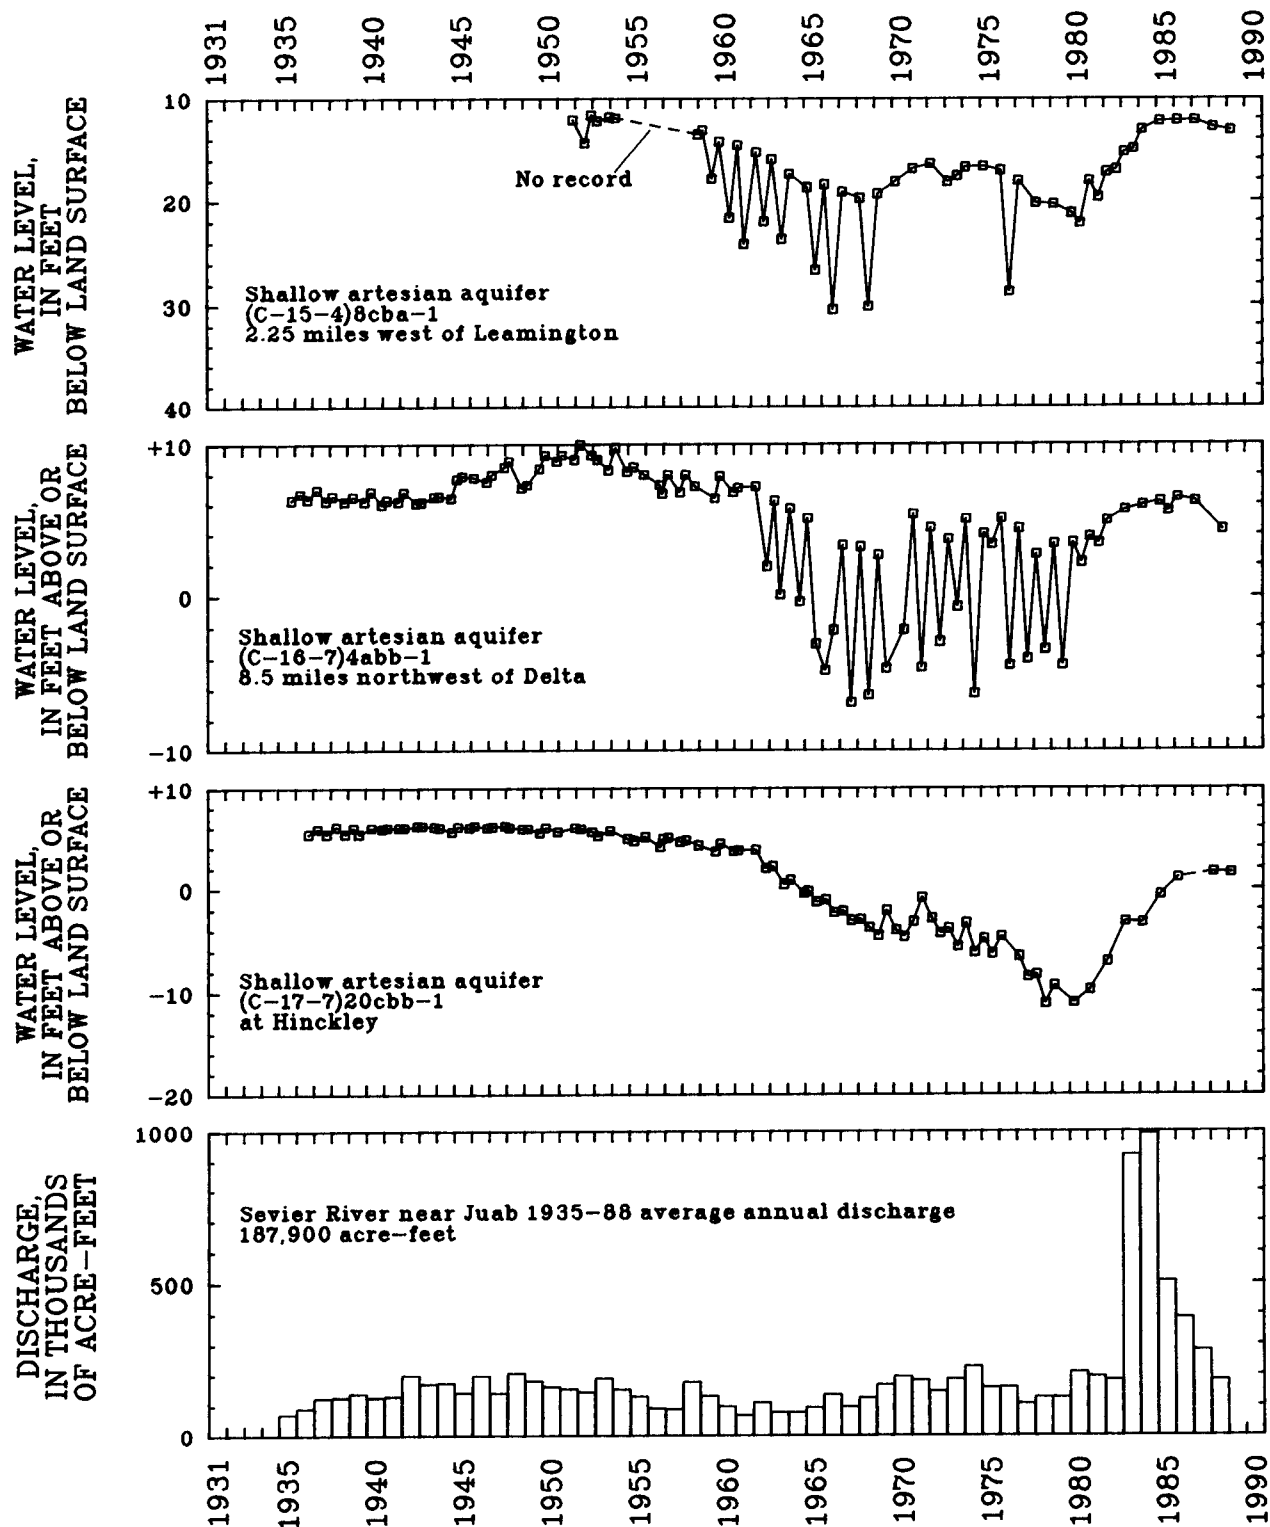 1931
1935
1940
1945
1950
1955
1960
1965
1970
1975
1980
1985
1990
WATER LEVEL,
IN FEET
BELOW LAND SURFACE
10
20
30
40
No record
Shallow artesian aquifer
(C-15-4)8cba-1
2.25 miles west of Leamington
WATER LEVEL,
IN FEET ABOVE OR
BELOW LAND SURFACE
+10
0
-10
Shallow artesian aquifer
(C-16-7)4abb-1
8.5 miles northwest of Delta
WATER LEVEL,
IN FEET ABOVE OR
BELOW LAND SURFACE
+10
0
-10
-20
Shallow artesian aquifer
(C-17-7)20cbb-1
at Hinckley
DISCHARGE,
IN THOUSANDS
OF ACRE-FEET
1000
500
0
Sevier River near Juab 1935-88 average annual discharge
187,900 acre-feet
1931
1935
1940
1945
1950
1955
1960
1965
1970
1975
1980
1985
1990